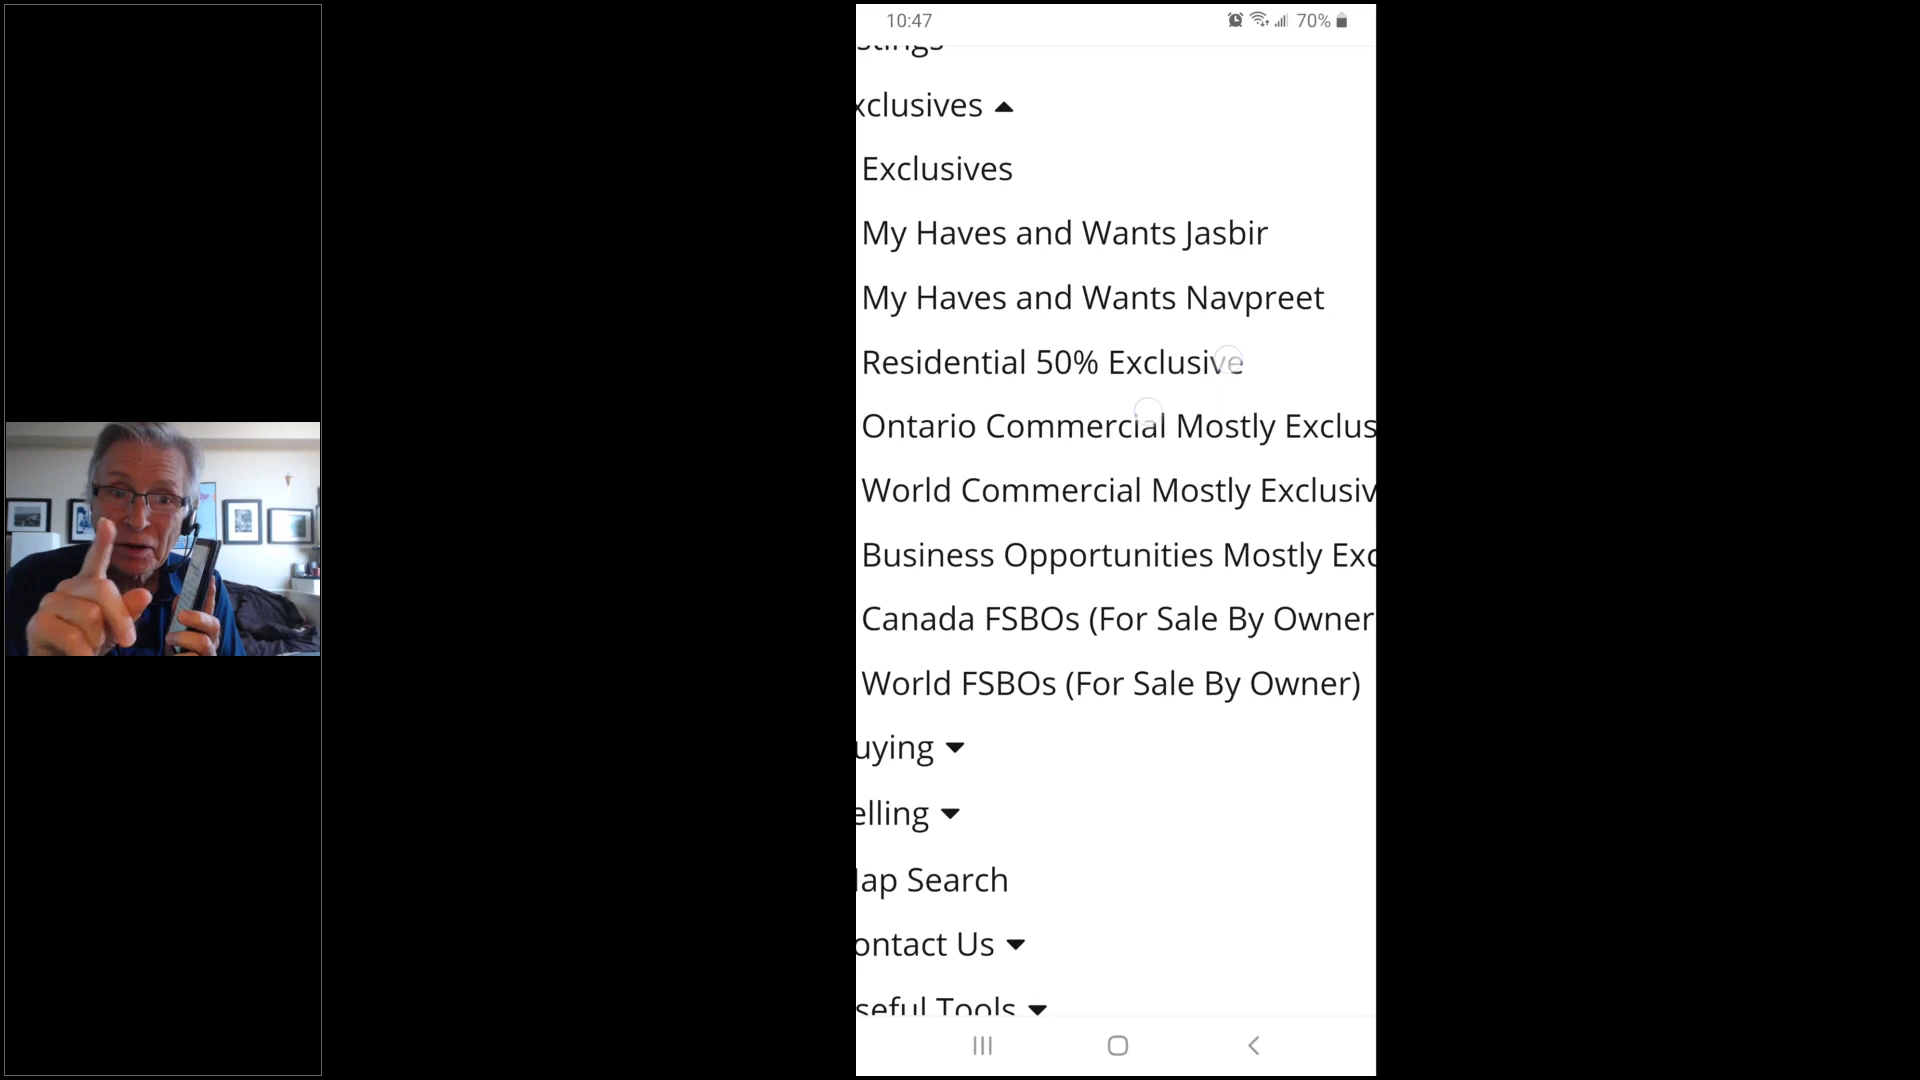 10:47 70%
stings
xclusives
Exclusives
My Haves and Wants Jasbir
My Haves and Wants Navpreet
Residential 50% Exclusive
Ontario Commercial Mostly Exclus
World Commercial Mostly Exclusiv
Business Opportunities Mostly Exc
Canada FSBOs (For Sale By Owner
World FSBOs (For Sale By Owner)
uying
elling
ap Search
ontact Us
seful Tools